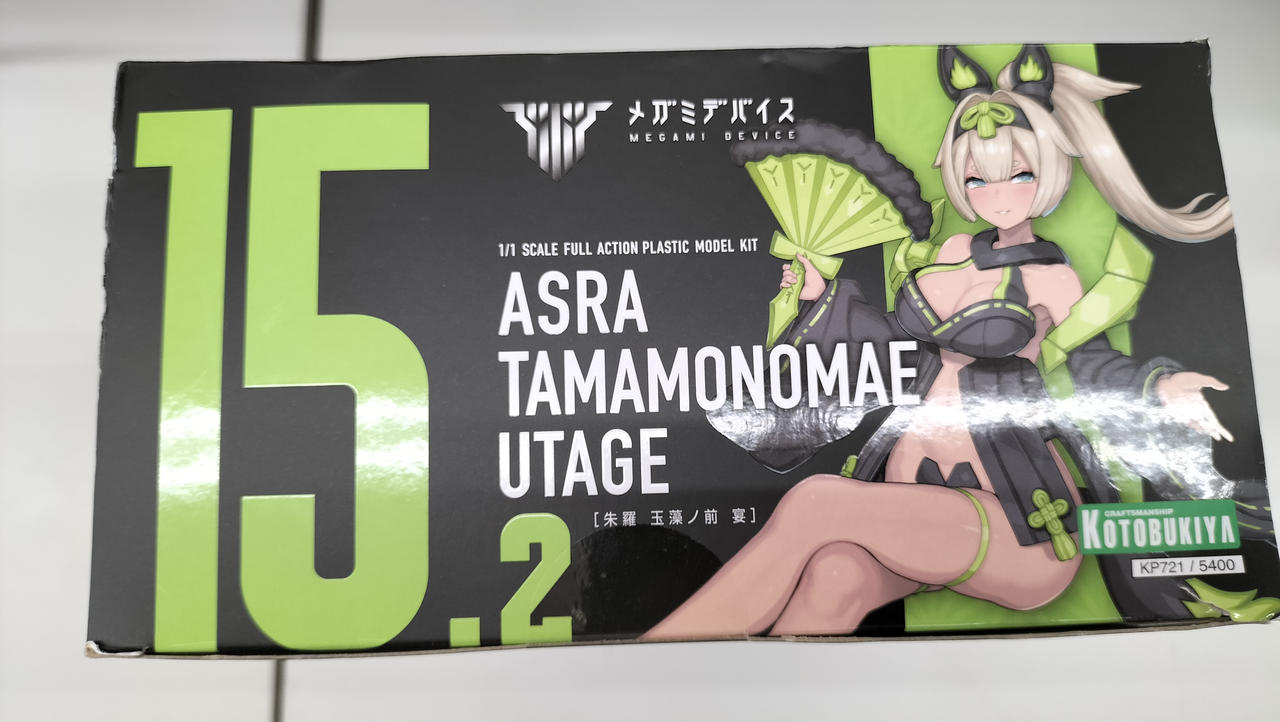 15.2
メガミデバイス
MEGAMI DEVICE
1/1 SCALE FULL ACTION PLASTIC MODEL KIT
ASRA
TAMAMONOMAE
UTAGE
[朱羅 玉藻ノ前 宴]
CRAFTSMANSHIP
KOTOBUKIYA
KP721 / 5400